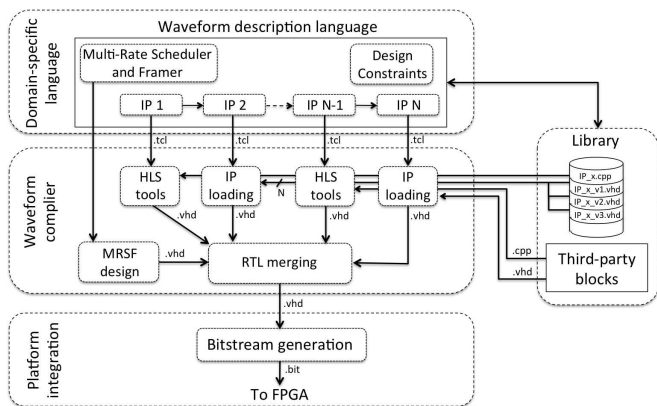 Waveform description language
Domain-specific
language
Multi-Rate Scheduler
and Framer
Design
Constraints
IP 1
IP 2
IP N-1
IP N
.tcl
.tcl
.tcl
.tcl
Waveform
complier
HLS
tools
IP
loading
HLS
tools
IP
loading
N
.vhd
.vhd
.vhd
.vhd
MRSF
design
.vhd
RTL merging
.vhd
Library
IP_x.cpp
IP_x_v1.vhd
IP_x_v2.vhd
IP_x_v3.vhd
.cpp
.vhd
Third-party
blocks
Platform
integration
Bitstream generation
.bit
To FPGA